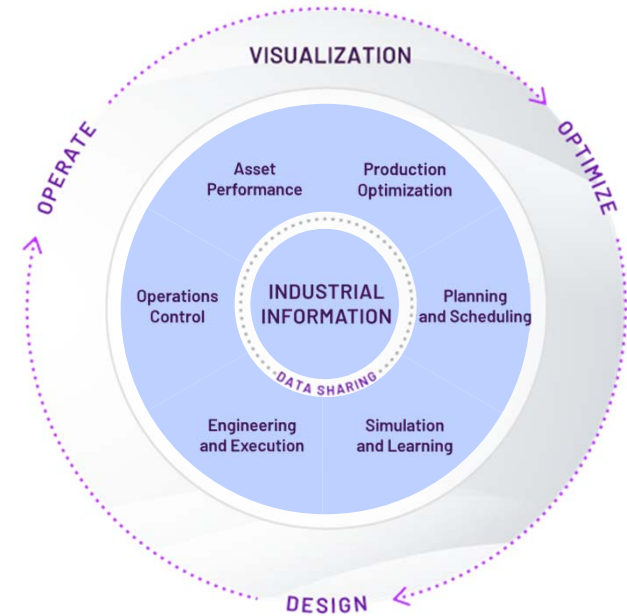 VISUALIZATION
OPERATE
OPTIMIZE
Asset
Performance
Production
Optimization
Operations
Control
INDUSTRIAL
INFORMATION
Planning
and Scheduling
DATA SHARING
Engineering
and Execution
Simulation
and Learning
DESIGN